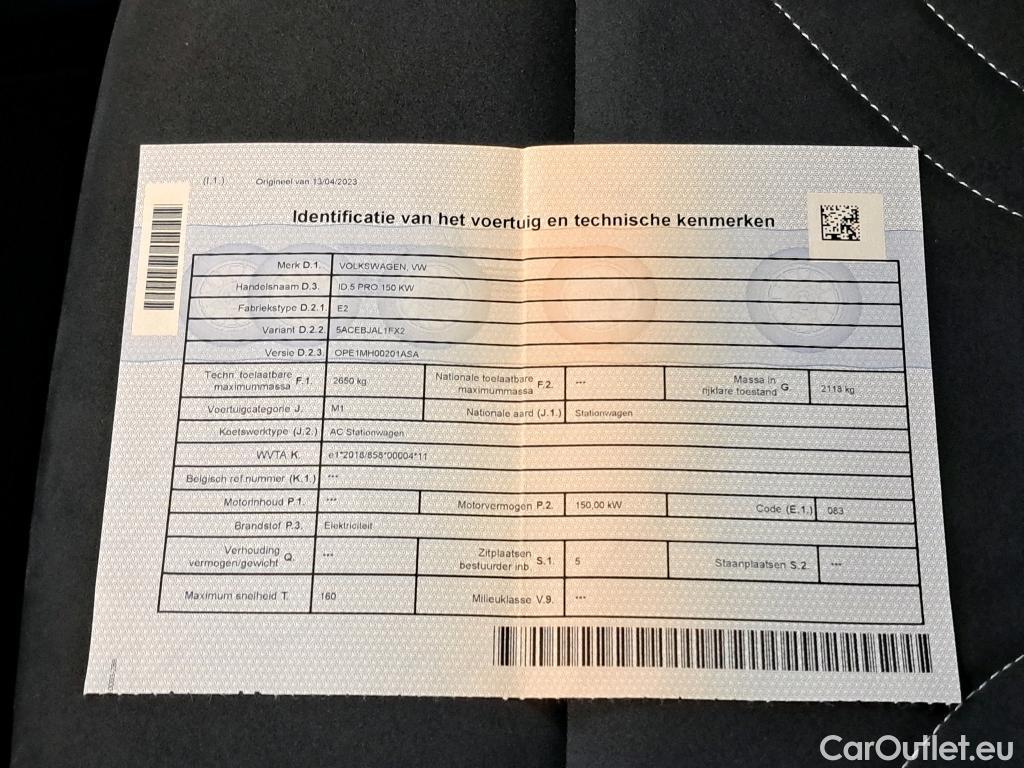 (I.1.) Origineel van 13/04/2023
Identificatie van het voertuig en technische kenmerken
Merk D.1. VOLKSWAGEN, VW
Handelsnaam D.3. ID.5 PRO 150 KW
Fabriekstype D.2.1. E2
Variant D.2.2. 5ACEBJAL1FX2
Versie D.2.3. OPE1MH00201ASA
Techn. toelaatbare maximummassa F.1. 2650 kg Nationale toelaatbare maximummassa F.2. *** Massa in rijklare toestand G 2118 kg
Voertuigcategorie J. M1 Nationale aard (J.1.) Stationwagen
Koetswerktype (J.2.) AC Stationwagen
WVTA K. e1*2018/858*00004*11
Belgisch ref.nummer (K.1.) ***
Motorinhoud P.1. *** Motorvermogen P.2. 150,00 kW Code (E.1.) 083
Brandstof P.3. Elektriciteit
Verhouding vermogen/gewicht Q. *** Zitplaatsen bestuurder inb. S.1. 5 Staanplaatsen S.2. ***
Maximum snelheid T. 160 Milieuklasse V.9. ***
CarOutlet.eu